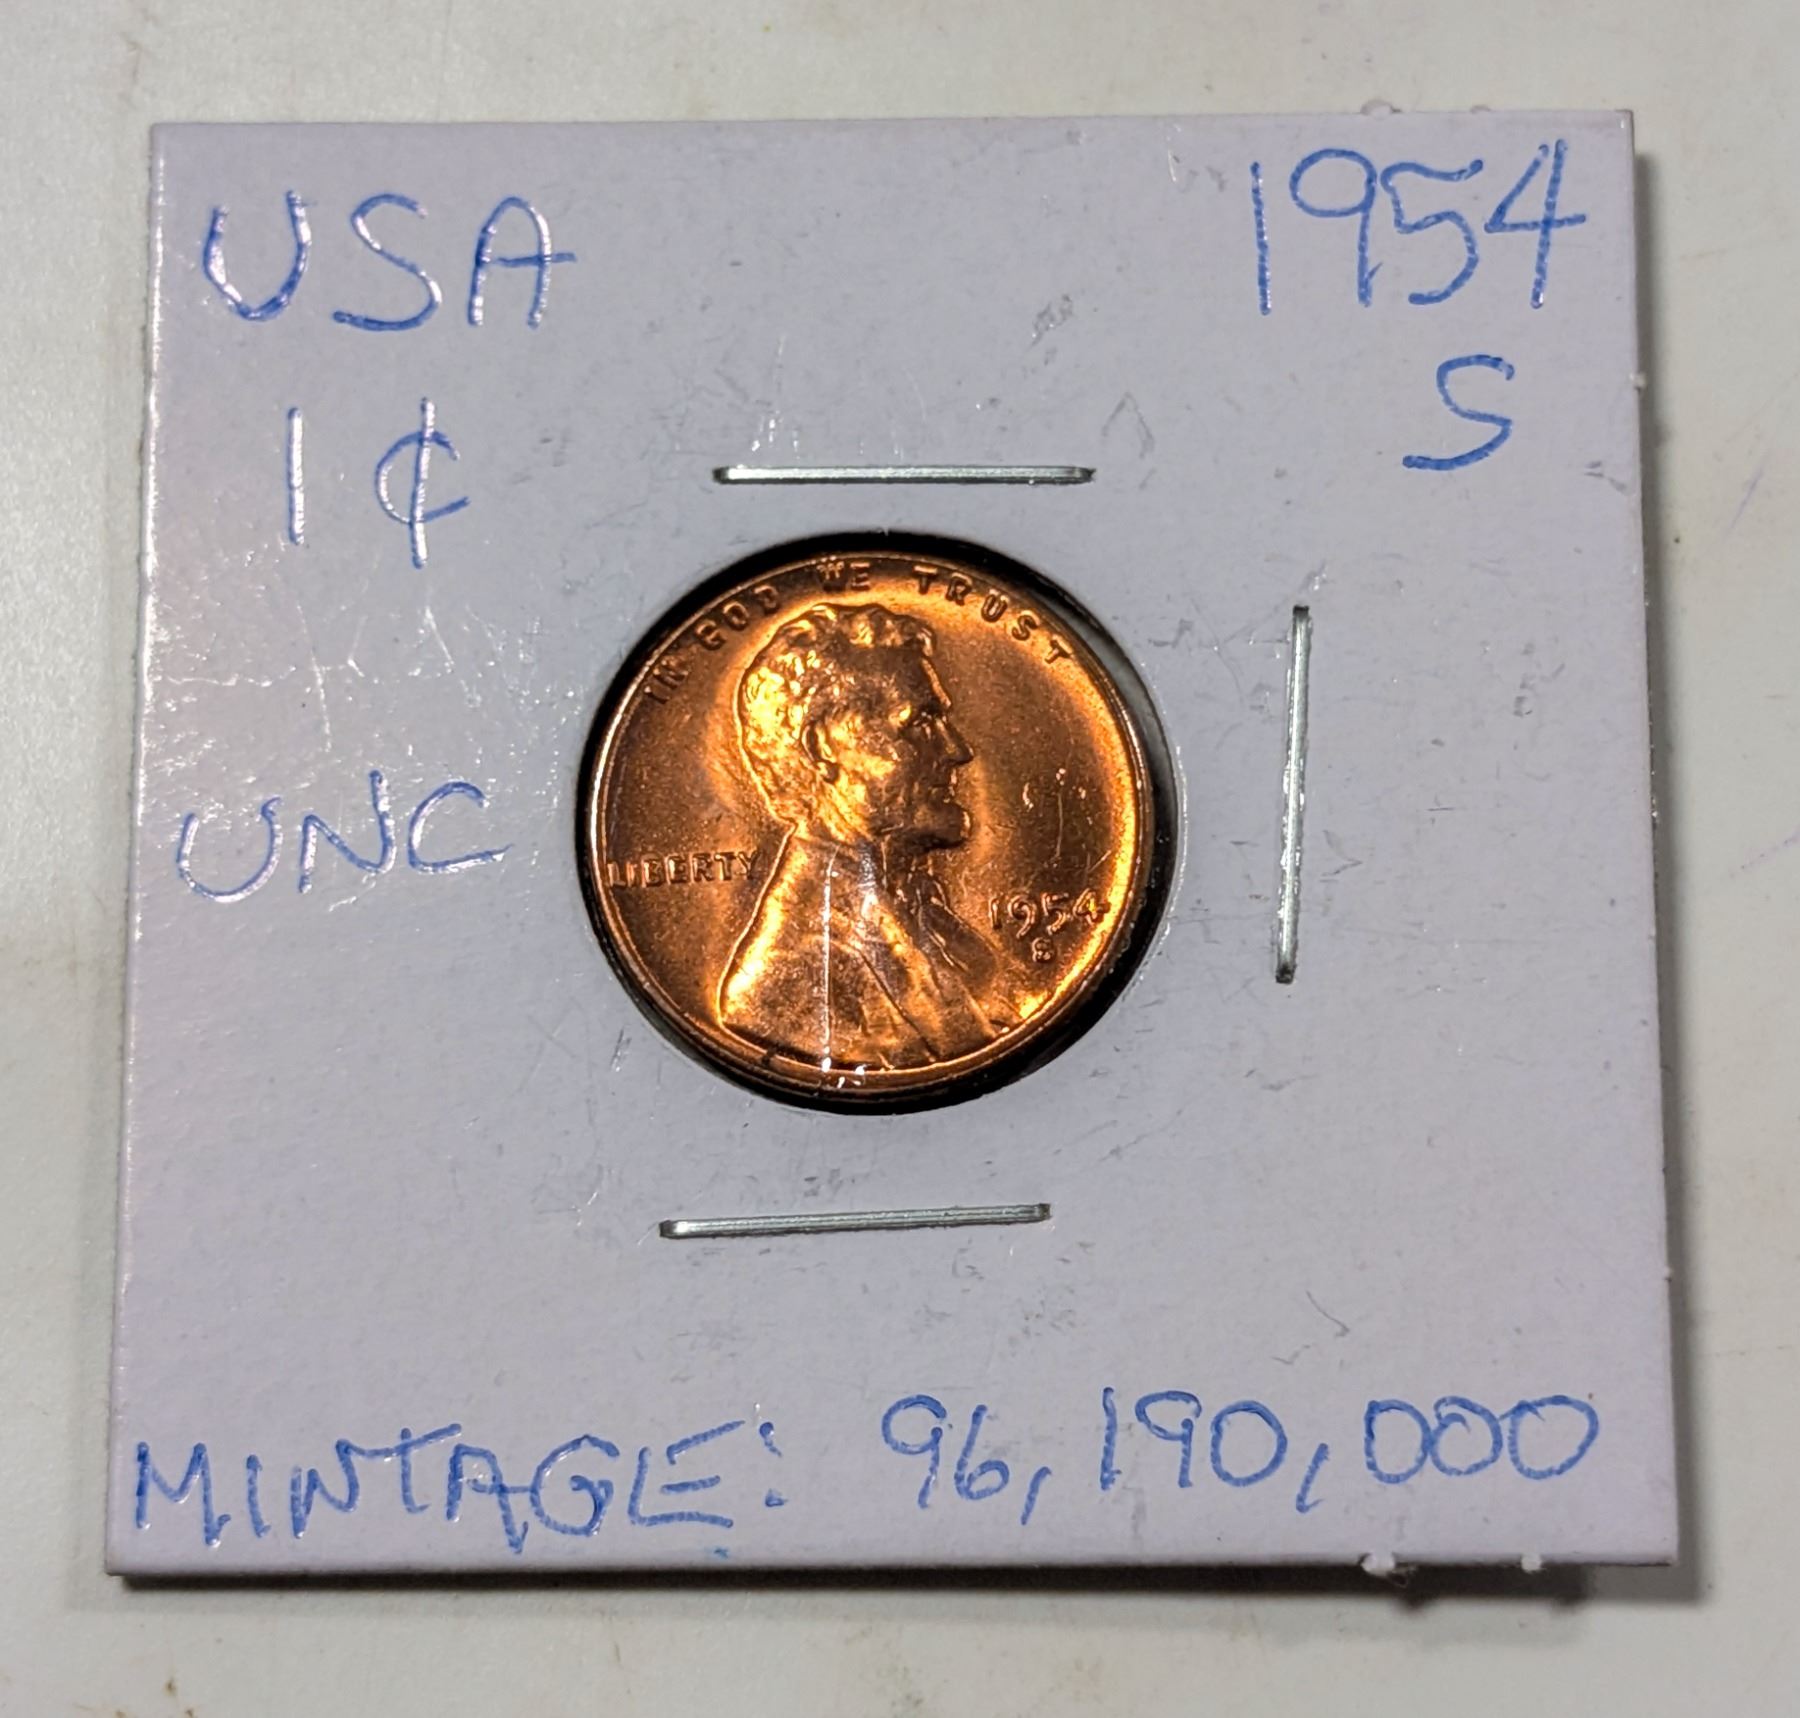 USA 1954
1¢ S
IN GOD WE TRUST
UNC
LIBERTY
1954
S
MINTAGE: 96,190,000